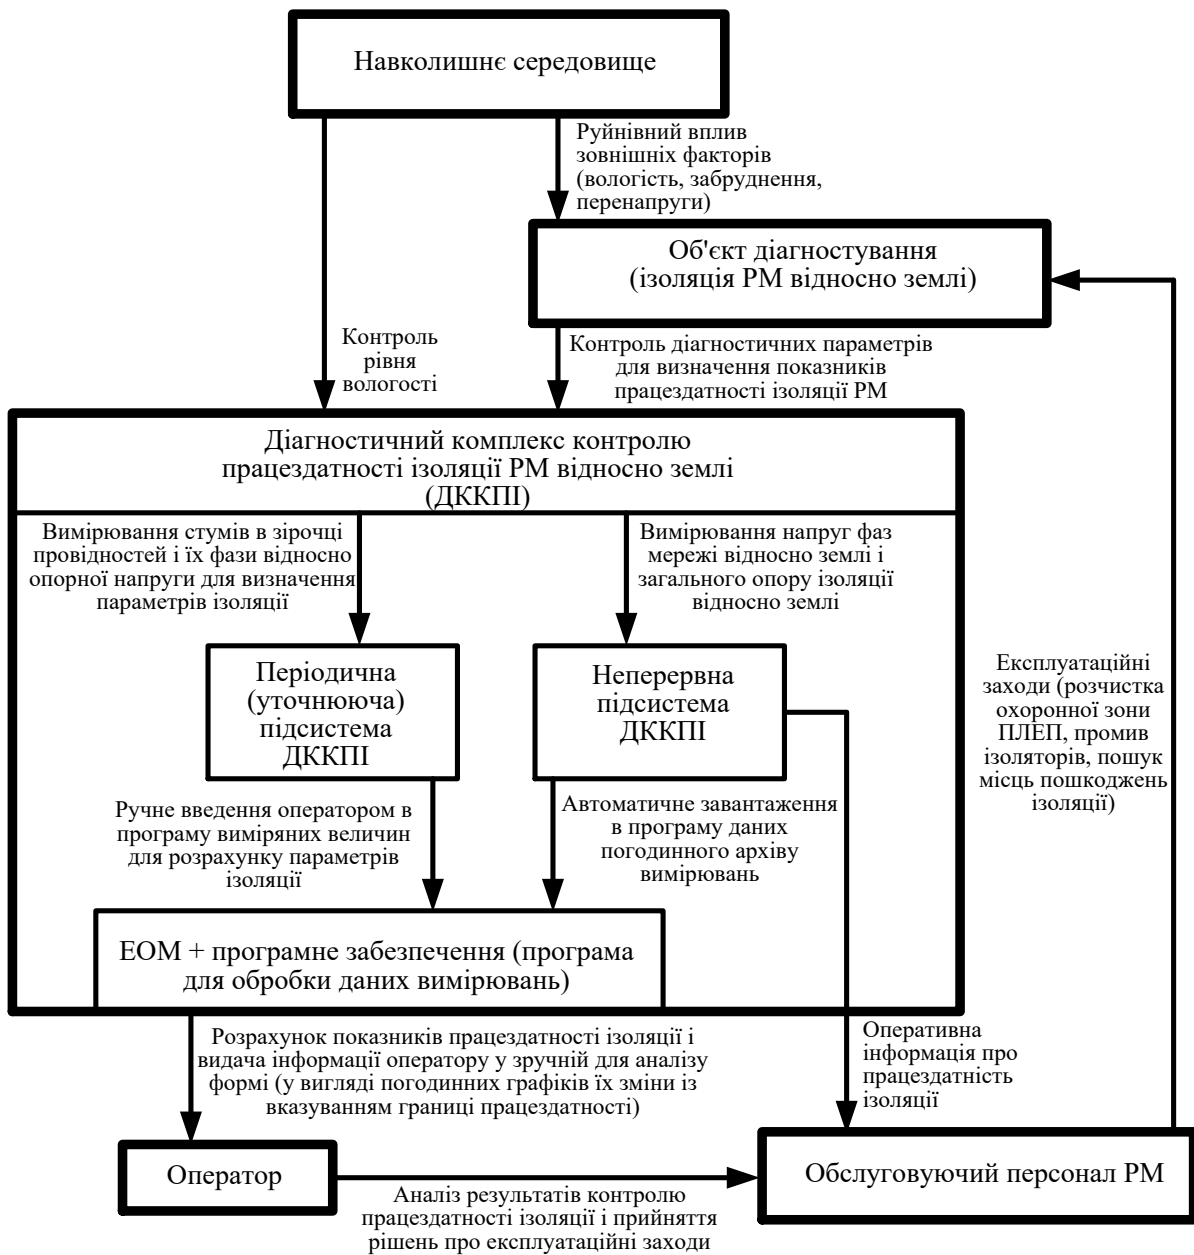 Навколишнє середовище
Руйнівний вплив
зовнішніх факторів
(вологість, забруднення,
перенапруги)
Об'єкт діагностування
(ізоляція РМ відносно землі)
Контроль
рівня
вологості
Контроль діагностичних параметрів
для визначення показників
працездатності ізоляції РМ
Діагностичний комплекс контролю
працездатності ізоляції РМ відносно землі
(ДККПІ)
Вимірювання стумів в зірочці
провідностей і їх фази відносно
опорної напруги для визначення
параметрів ізоляції
Вимірювання напруг фаз
мережі відносно землі і
загального опору ізоляції
відносно землі
Періодична
(уточнююча)
підсистема
ДККПІ
Неперервна
підсистема
ДККПІ
Експлуатаційні
заходи (розчистка
охоронної зони
ПЛЕП, промив
ізоляторів, пошук
місць пошкоджень
ізоляції)
Ручне введення оператором в
програму виміряних величин
для розрахунку параметрів
ізоляції
Автоматичне завантаження
в програму даних
погодинного архіву
вимірювань
ЕОМ + програмне забезпечення (програма
для обробки даних вимірювань)
Розрахунок показників працездатності ізоляції і
видача інформації оператору у зручній для аналізу
формі (у вигляді погодинних графіків їх зміни із
вказуванням границі працездатності)
Оперативна
інформація про
працездатність
ізоляції
Оператор
Обслуговуючий персонал РМ
Аналіз результатів контролю
працездатності ізоляції і прийняття
рішень про експлуатаційні заходи